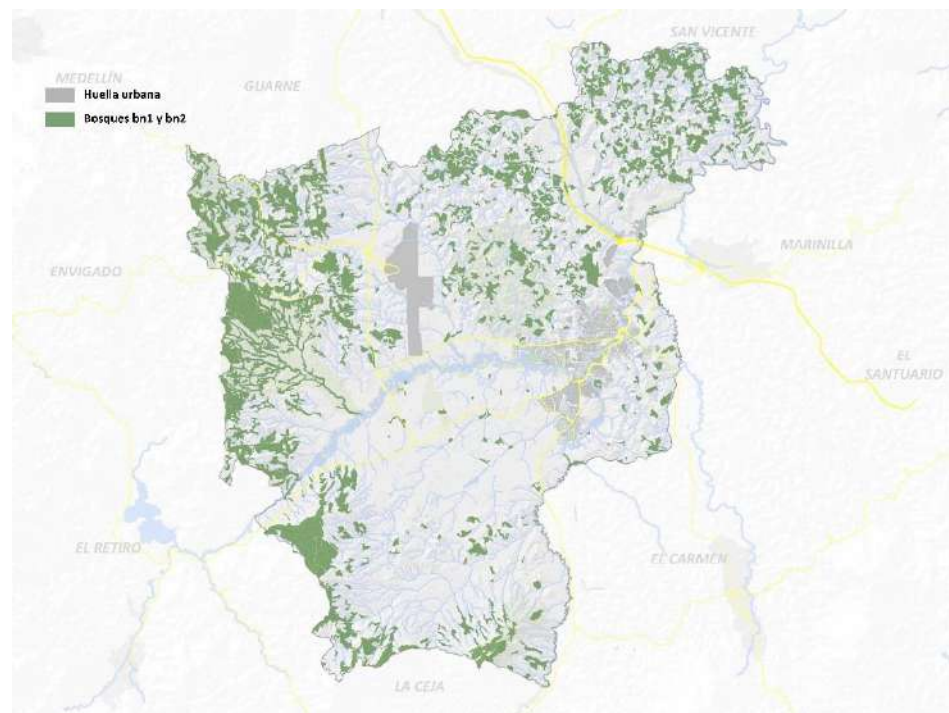 SAN VICENTE
MEDELLÍN
GUARNE
Huella urbana
Bosques bn1 y bn2
MARINILLA
ENVIGADO
EL
SANTUARIO
EL RETIRO
EL CARMEN
LA CEJA